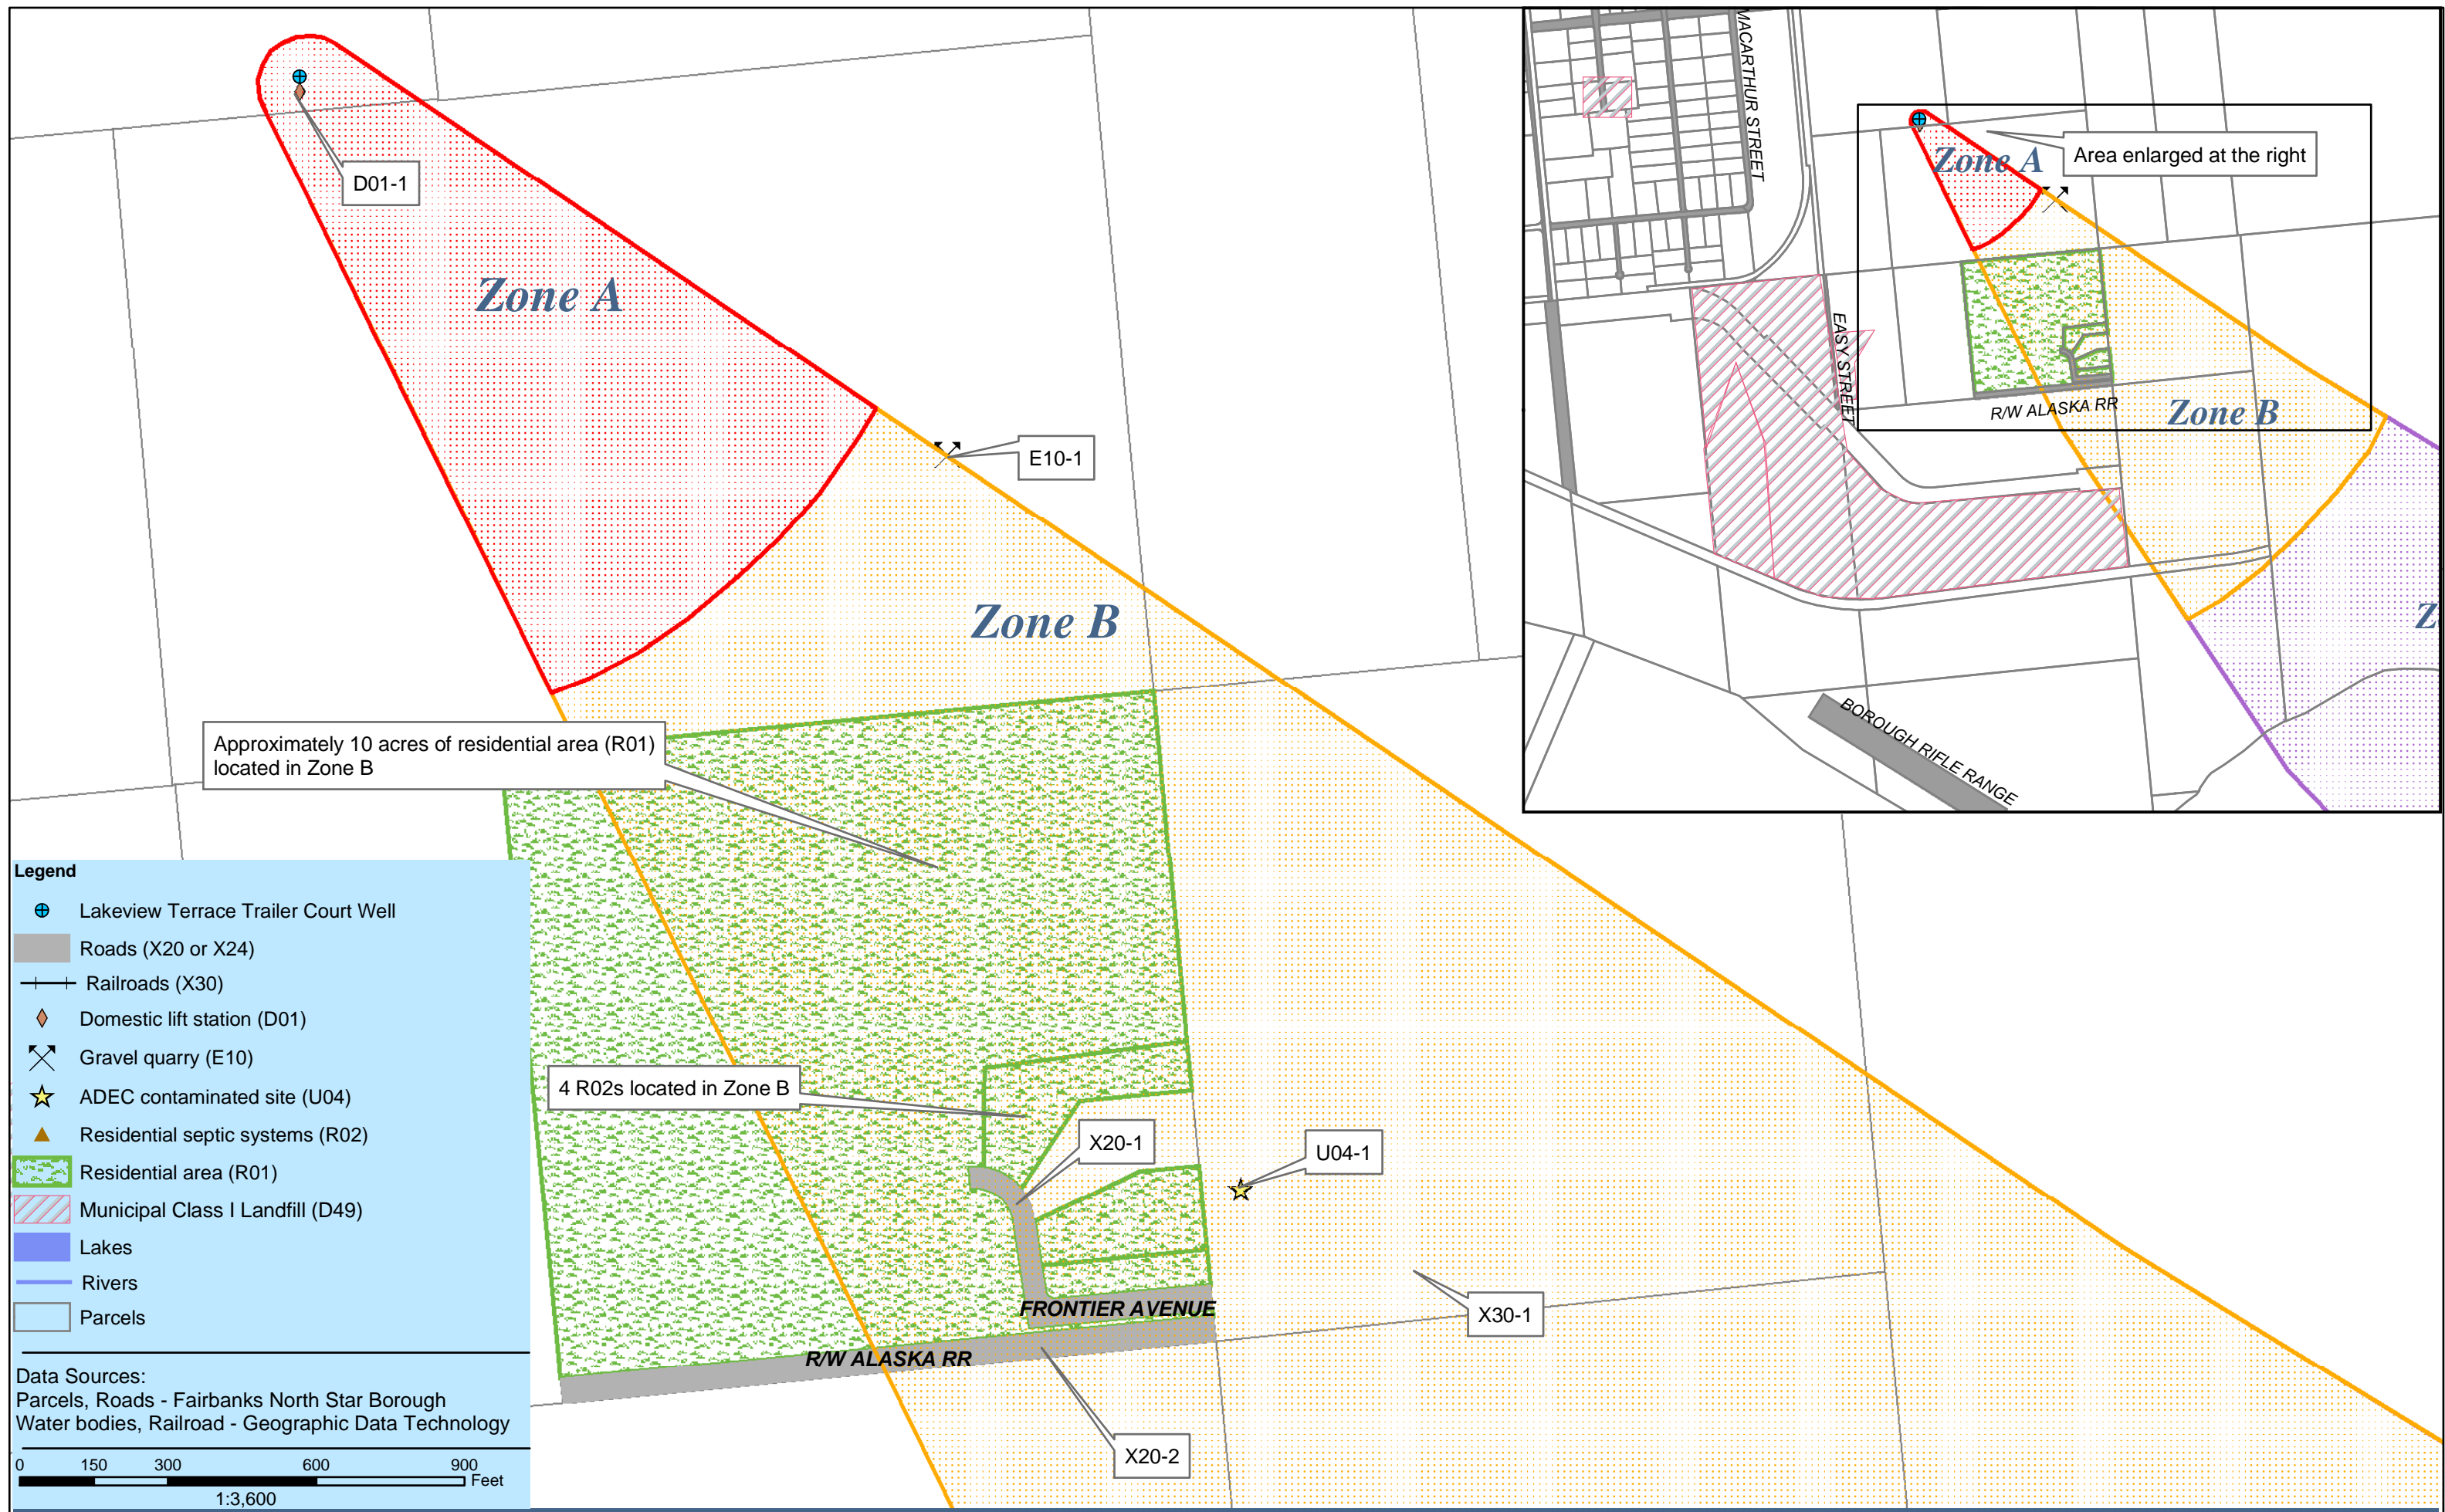 D01-1
Zone A
E10-1
Zone B
Approximately 10 acres of residential area (R01)
located in Zone B
4 R02s located in Zone B
X20-1
U04-1
X30-1
FRONTIER AVENUE
R/W ALASKA RR
X20-2
MACARTHUR STREET
Zone A
Area enlarged at the right
EASY STREET
R/W ALASKA RR
Zone B
Z
BOROUGH RIFLE RANGE
Legend
Lakeview Terrace Trailer Court Well
Roads (X20 or X24)
Railroads (X30)
Domestic lift station (D01)
Gravel quarry (E10)
ADEC contaminated site (U04)
Residential septic systems (R02)
Residential area (R01)
Municipal Class I Landfill (D49)
Lakes
Rivers
Parcels
Data Sources:
Parcels, Roads - Fairbanks North Star Borough
Water bodies, Railroad - Geographic Data Technology
0 150 300 600 900
Feet
1:3,600